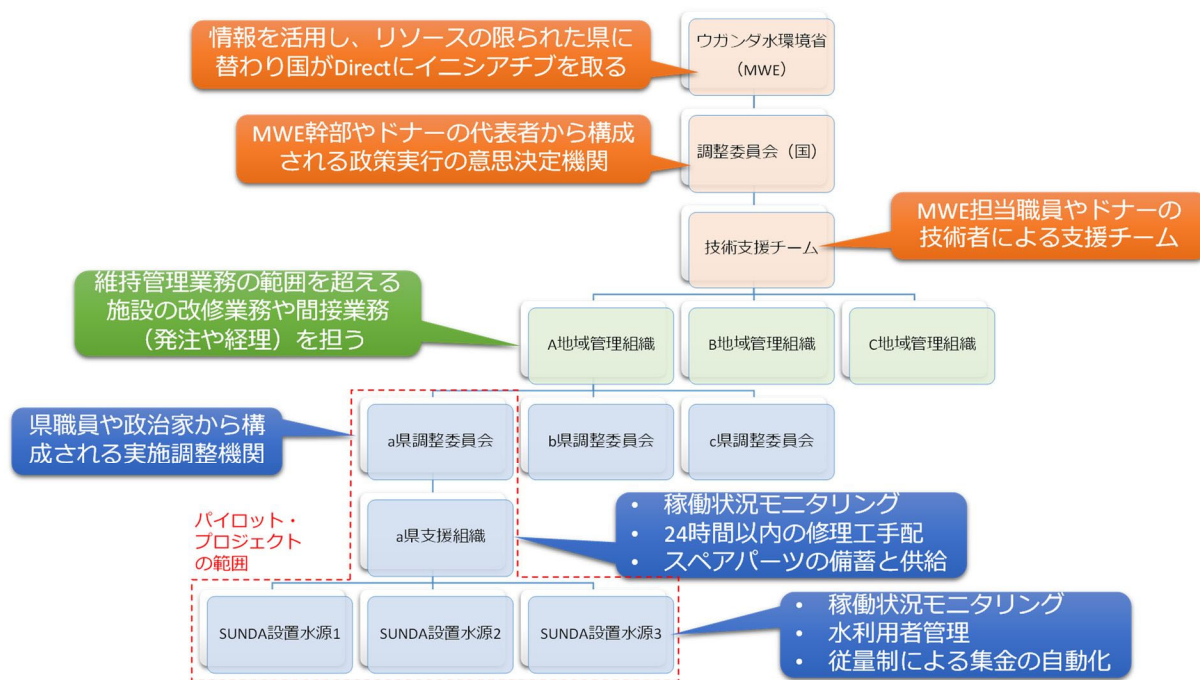 情報を活用し、リソースの限られた県に
替わり国がDirectにイニシアチブを取る
ウガンダ水環境省
（MWE）
MWE幹部やドナーの代表者から構成
される政策実行の意思決定機関
調整委員会（国）
MWE担当職員やドナーの
技術者による支援チーム
技術支援チーム
維持管理業務の範囲を超える
施設の改修業務や間接業務
（発注や経理）を担う
A地域管理組織
B地域管理組織
C地域管理組織
県職員や政治家から構
成される実施調整機関
a県調整委員会
b県調整委員会
c県調整委員会
パイロット・
プロジェクト
の範囲
a県支援組織
• 稼働状況モニタリング
• 24時間以内の修理工手配
• スペアパーツの備蓄と供給
SUNDA設置水源1
SUNDA設置水源2
SUNDA設置水源3
• 稼働状況モニタリング
• 水利用者管理
• 従量制による集金の自動化